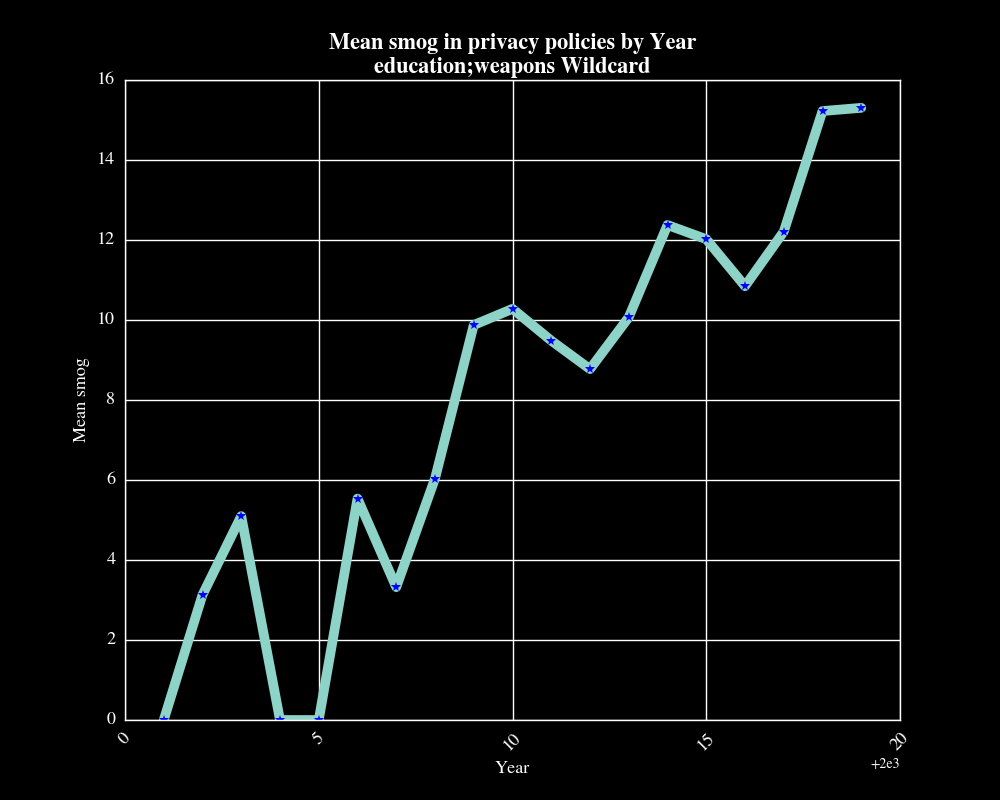 Mean smog in privacy policies by Year
education;weapons Wildcard
16
14
12
10
8
6
4
2
0
Mean smog
0 5 10 15 20
Year
+2e3